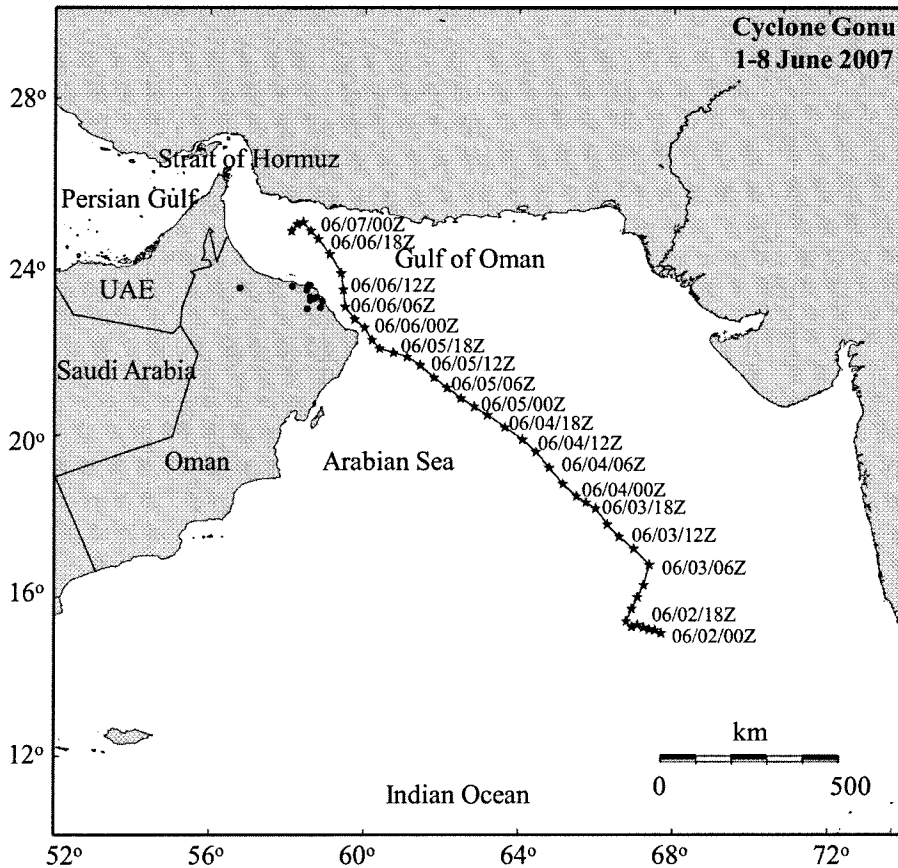 Cyclone Gonu
1-8 June 2007
28°
Strait of Hormuz
Persian Gulf
06/07/00Z
06/06/18Z
Gulf of Oman
24°
UAE
06/06/12Z
06/06/06Z
06/06/00Z
06/05/18Z
Saudi Arabia
06/05/12Z
06/05/06Z
06/05/00Z
20°
06/04/18Z
06/04/12Z
Oman
Arabian Sea
06/04/06Z
06/04/00Z
06/03/18Z
06/03/12Z
16°
06/03/06Z
06/02/18Z
06/02/00Z
12°
km
0 500
Indian Ocean
52° 56° 60° 64° 68° 72°